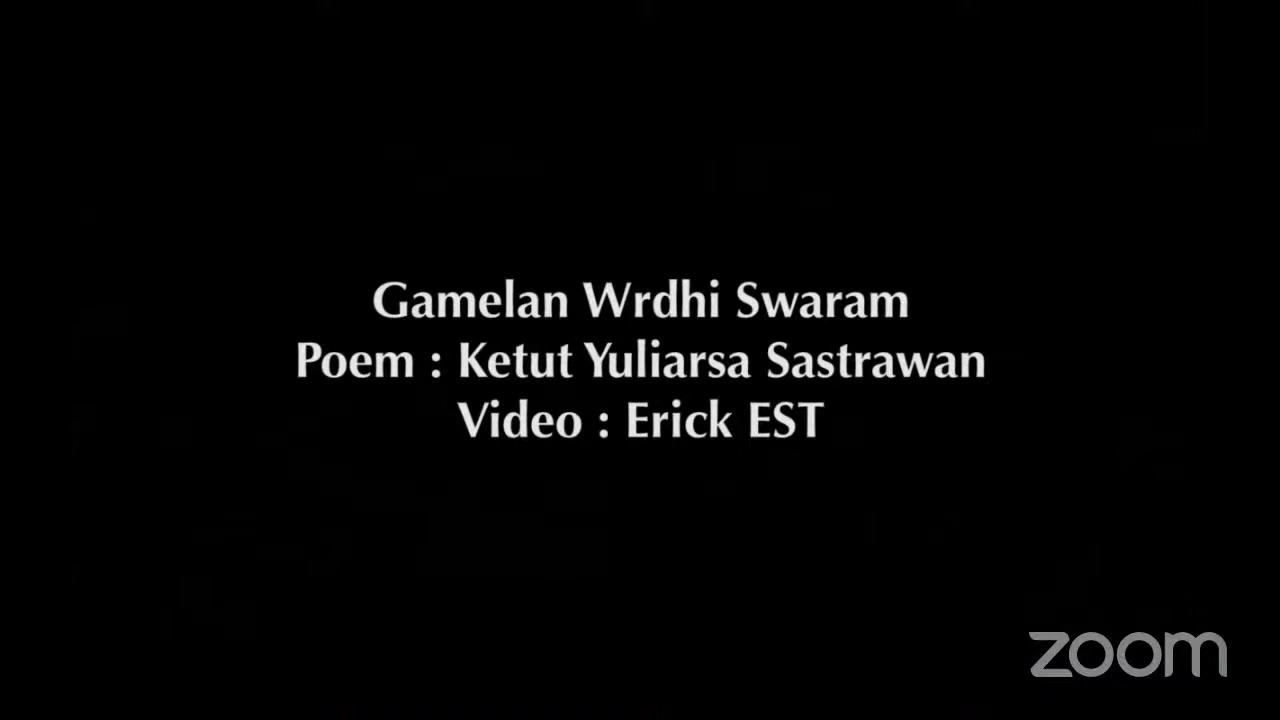 Gamelan Wrdhi Swaram
Poem : Ketut Yuliarsa Sastrawan
Video : Erick EST
zoom